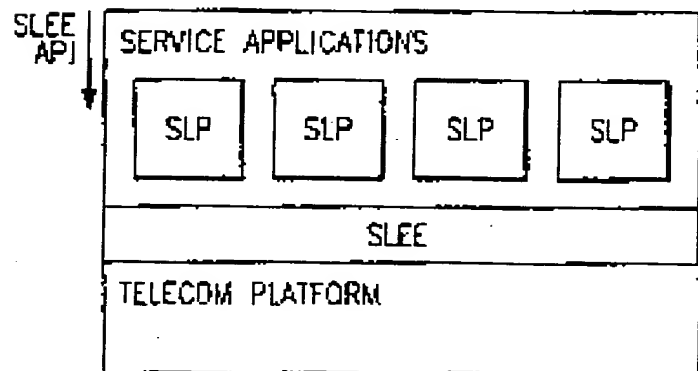 SLEE
API
SERVICE APPLICATIONS
SLP SLP SLP SLP
SLEE
TELECOM PLATFORM